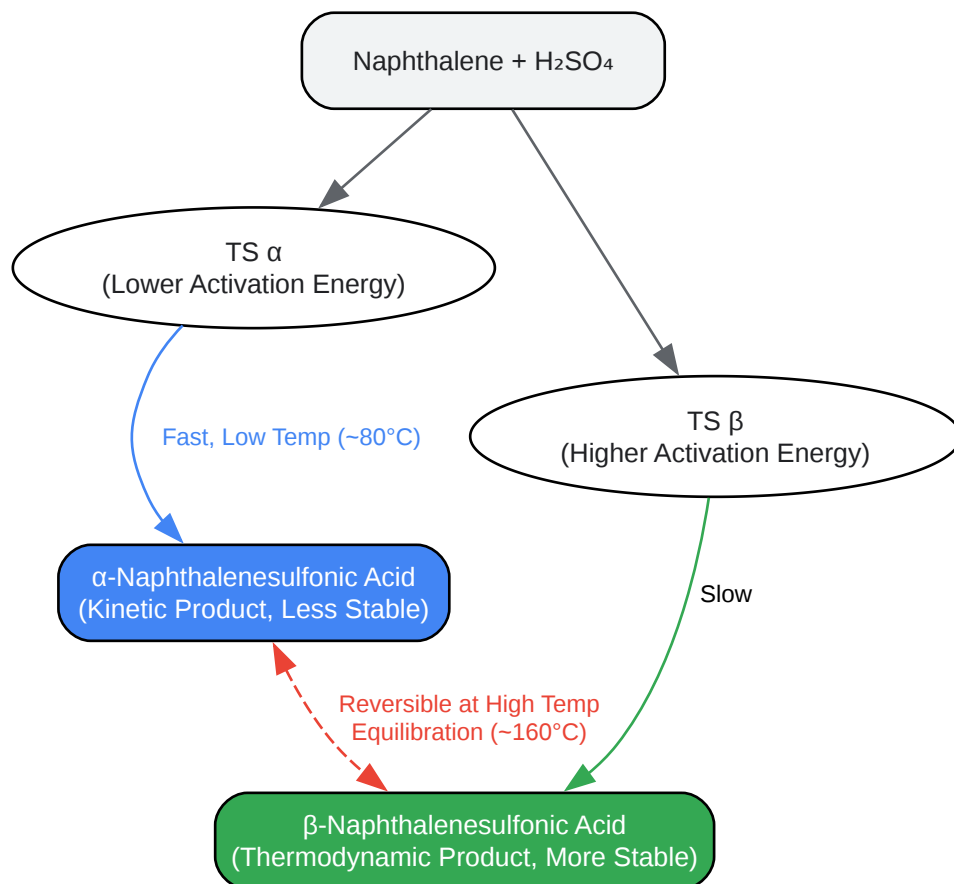 Naphthalene + H₂SO₄
TS α
(Lower Activation Energy)
TS β
(Higher Activation Energy)
Fast, Low Temp (~80°C)
α-Naphthalenesulfonic Acid
(Kinetic Product, Less Stable)
Slow
Reversible at High Temp
Equilibration (~160°C)
β-Naphthalenesulfonic Acid
(Thermodynamic Product, More Stable)